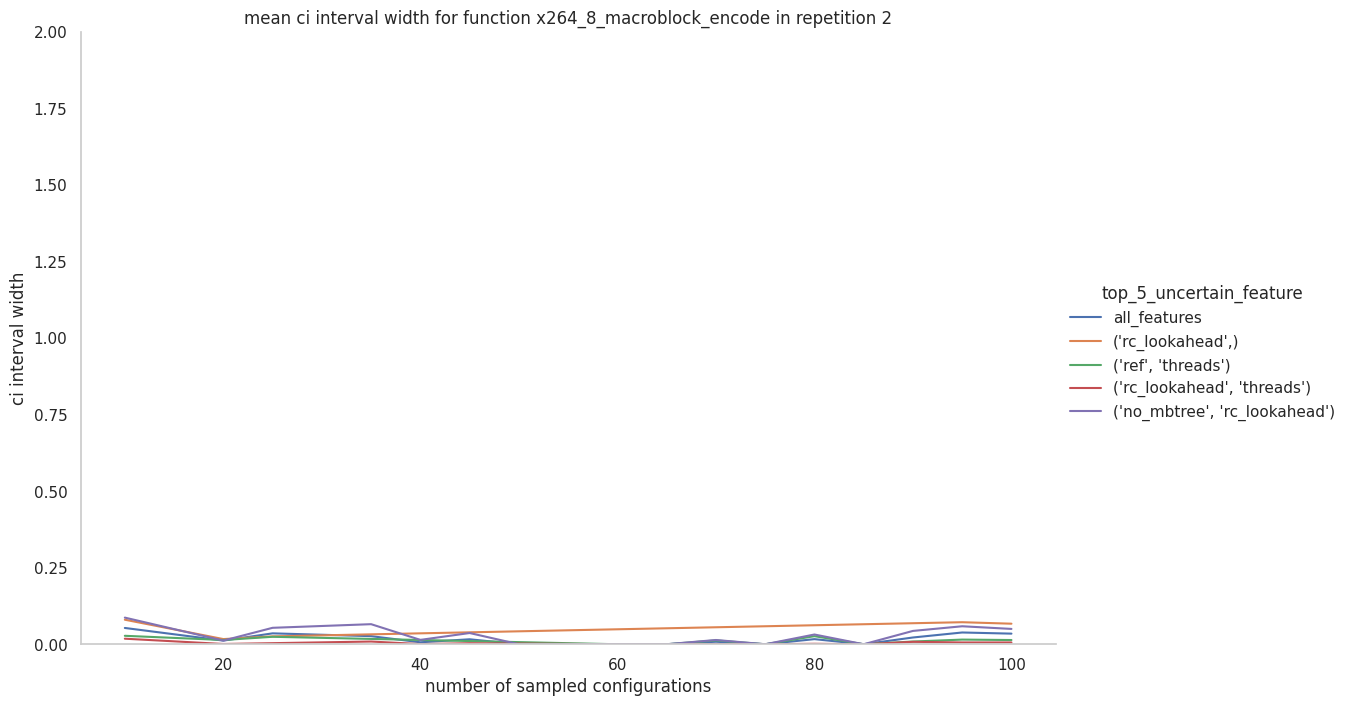 mean ci interval width for function x264_8_macroblock_encode in repetition 2
2.00
1.75
1.50
1.25
1.00
0.75
0.50
0.25
0.00
ci interval width
20
40
60
80
100
number of sampled configurations
top_5_uncertain_feature
all_features
('rc_lookahead',)
('ref', 'threads')
('rc_lookahead', 'threads')
('no_mbtree', 'rc_lookahead')